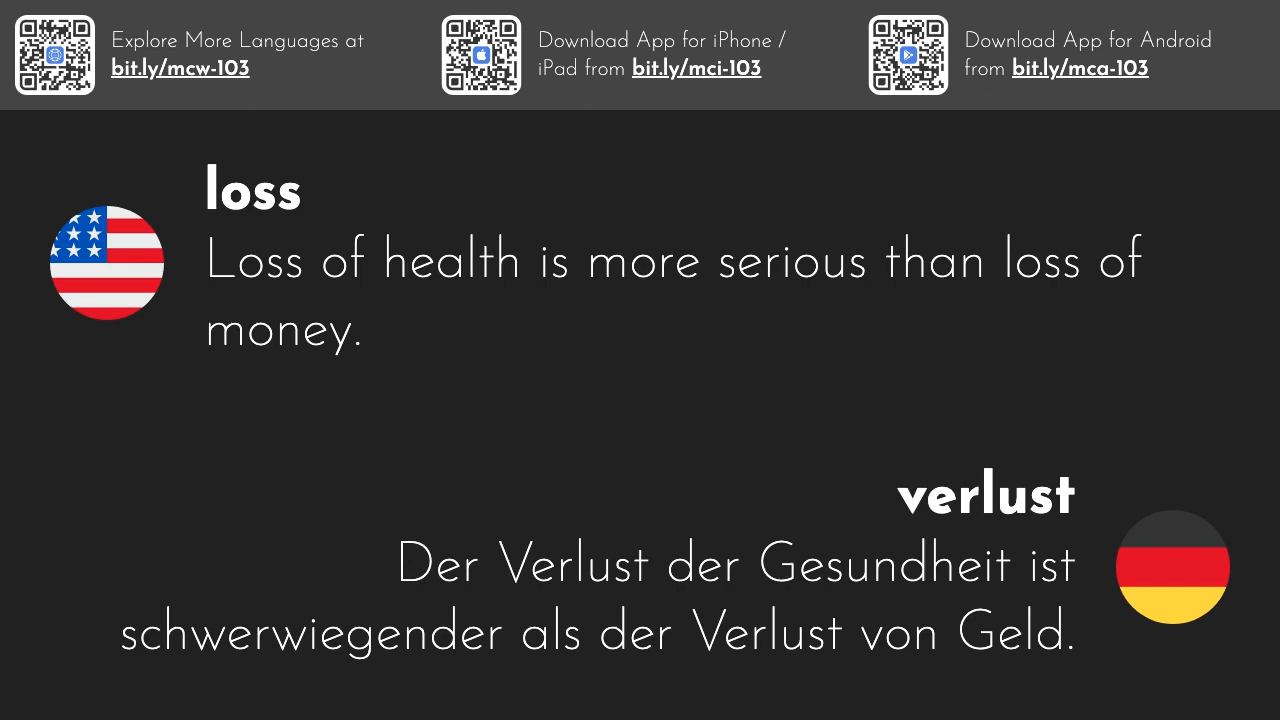 Explore More Languages at
bit.ly/mcw-103
Download App for iPhone /
iPad from bit.ly/mci-103
Download App for Android
from bit.ly/mca-103
loss
Loss of health is more serious than loss of
money.
verlust
Der Verlust der Gesundheit ist
schwerwiegender als der Verlust von Geld.